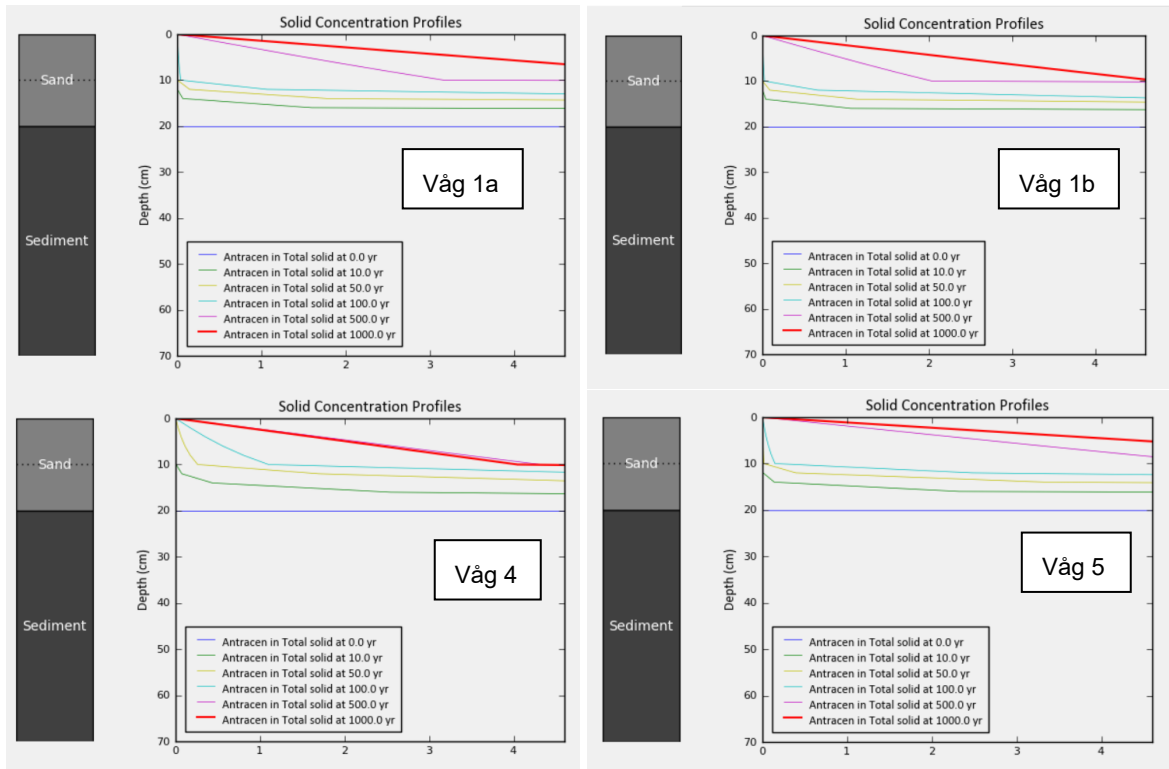 Solid Concentration Profiles
Sand
Sediment
Depth (cm)
0
10
20
30
40
50
60
70
Våg 1a
Antracen in Total solid at 0.0 yr
Antracen in Total solid at 10.0 yr
Antracen in Total solid at 50.0 yr
Antracen in Total solid at 100.0 yr
Antracen in Total solid at 500.0 yr
Antracen in Total solid at 1000.0 yr
0 1 2 3 4
Solid Concentration Profiles
Sand
Sediment
Depth (cm)
0
10
20
30
40
50
60
70
Våg 1b
Antracen in Total solid at 0.0 yr
Antracen in Total solid at 10.0 yr
Antracen in Total solid at 50.0 yr
Antracen in Total solid at 100.0 yr
Antracen in Total solid at 500.0 yr
Antracen in Total solid at 1000.0 yr
0 1 2 3 4
Solid Concentration Profiles
Sand
Sediment
Depth (cm)
0
10
20
30
40
50
60
70
Våg 4
Antracen in Total solid at 0.0 yr
Antracen in Total solid at 10.0 yr
Antracen in Total solid at 50.0 yr
Antracen in Total solid at 100.0 yr
Antracen in Total solid at 500.0 yr
Antracen in Total solid at 1000.0 yr
0 1 2 3 4
Solid Concentration Profiles
Sand
Sediment
Depth (cm)
0
10
20
30
40
50
60
70
Våg 5
Antracen in Total solid at 0.0 yr
Antracen in Total solid at 10.0 yr
Antracen in Total solid at 50.0 yr
Antracen in Total solid at 100.0 yr
Antracen in Total solid at 500.0 yr
Antracen in Total solid at 1000.0 yr
0 1 2 3 4